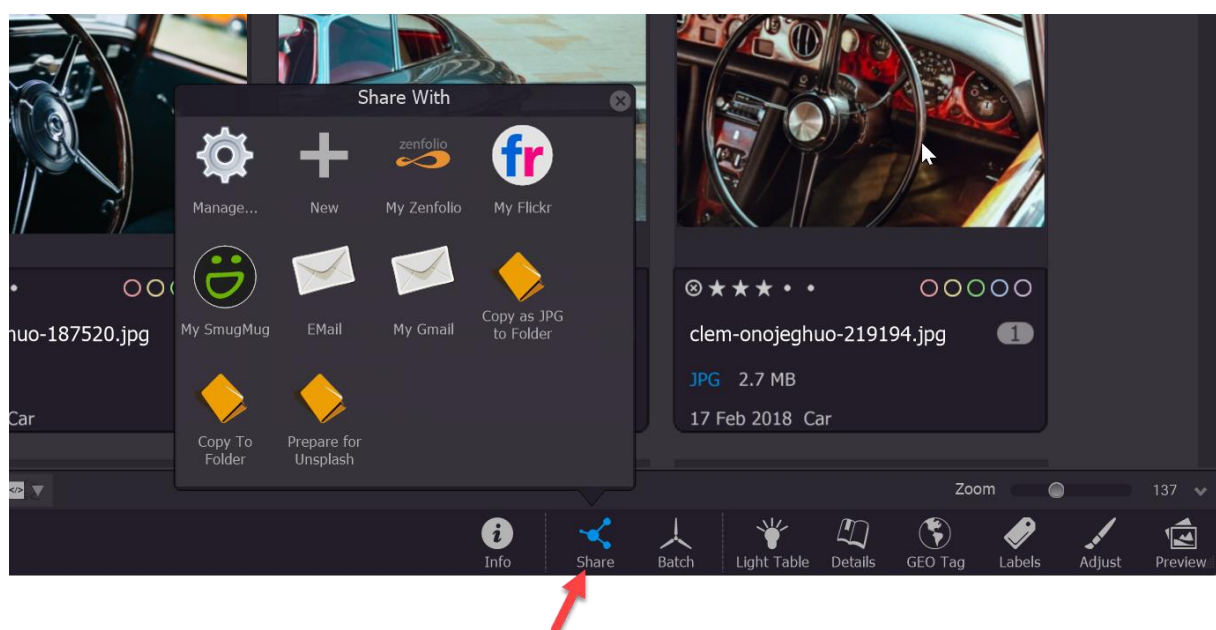 Share With
zenfolio
fr
Manage...
New
My Zenfolio
My Flickr
My SmugMug
EMail
My Gmail
Copy as JPG
to Folder
Copy To
Folder
Prepare for
Unsplash
huo-187520.jpg
Car
clem-onojeghuo-219194.jpg
1
JPG 2.7 MB
17 Feb 2018 Car
</>
Zoom
137
i
Info
Share
Batch
Light Table
Details
GEO Tag
Labels
Adjust
Preview